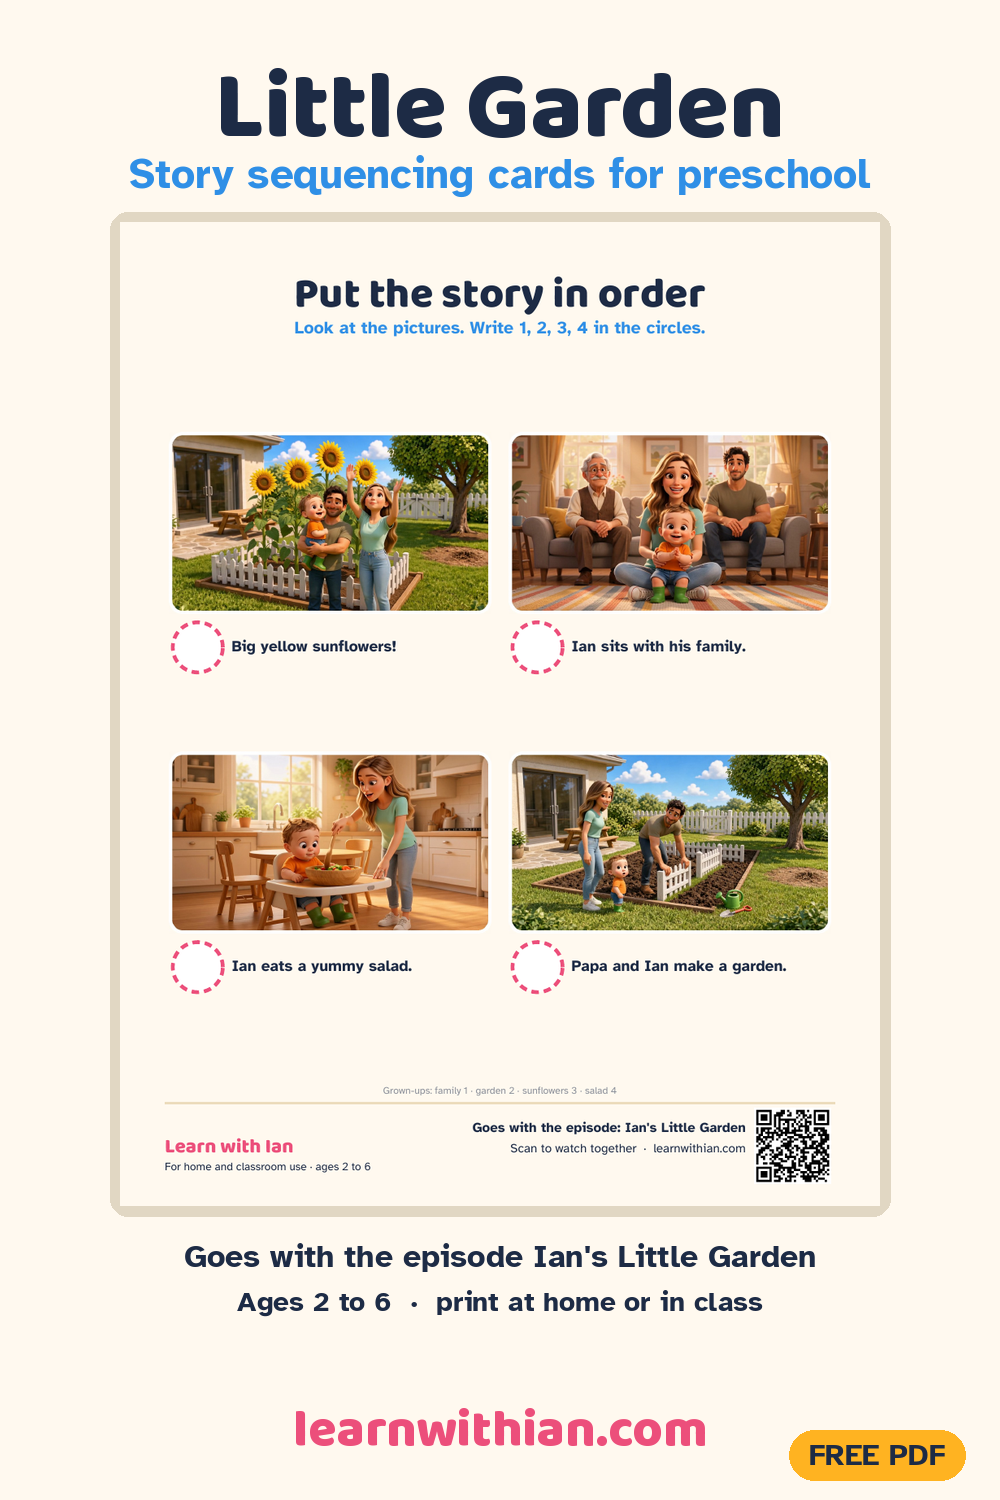 Little Garden
Story sequencing cards for preschool
Put the story in order
Look at the pictures. Write 1, 2, 3, 4 in the circles.
Big yellow sunflowers!
Ian sits with his family.
Ian eats a yummy salad.
Papa and Ian make a garden.
Grown-ups: family 1 · garden 2 · sunflowers 3 · salad 4
Learn with Ian
For home and classroom use · ages 2 to 6
Goes with the episode: Ian's Little Garden
Scan to watch together · learnwithian.com
Goes with the episode Ian's Little Garden
Ages 2 to 6 · print at home or in class
learnwithian.com
FREE PDF